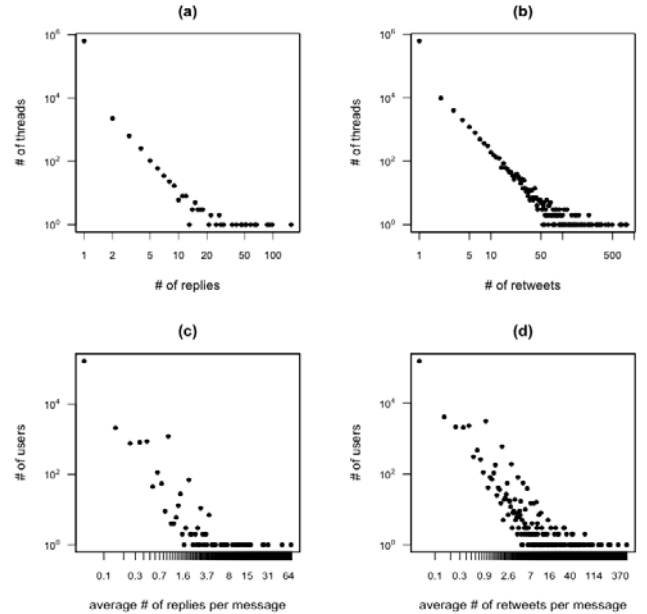 (a)
# of threads
10^6
10^4
10^2
10^0
1 2 5 10 20 50 100
# of replies
(b)
# of threads
10^6
10^4
10^2
10^0
1 5 10 50 500
# of retweets
(c)
# of users
10^4
10^2
10^0
0.1 0.3 0.7 1.6 3.7 8 15 31 64
average # of replies per message
(d)
# of users
10^4
10^2
10^0
0.1 0.3 0.9 2.6 7 16 40 114 370
average # of retweets per message